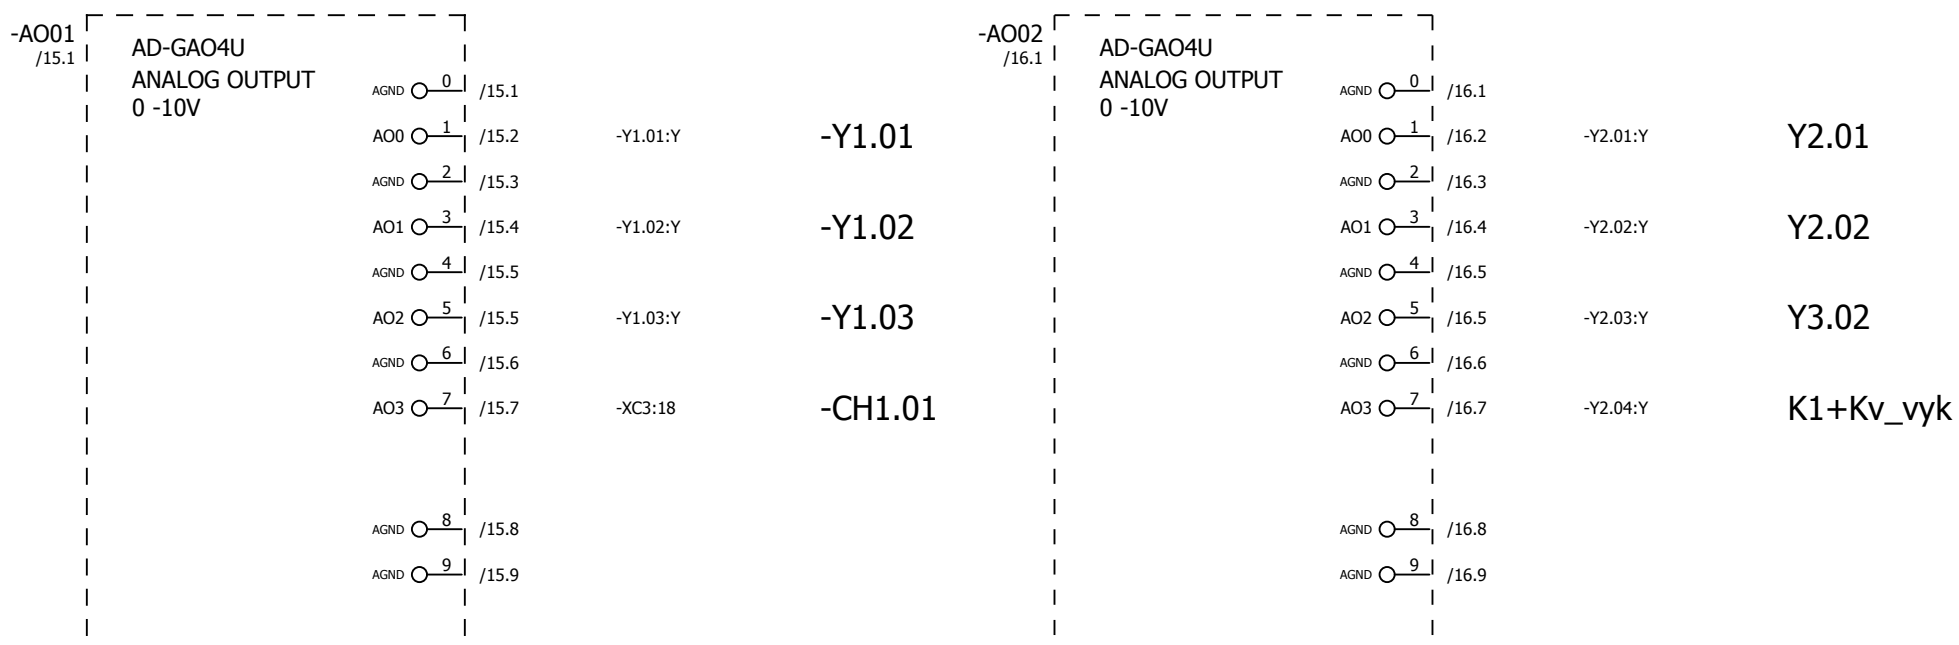 -AO01
/15.1
AD-GAO4U
ANALOG OUTPUT
0 -10V
AGND 0 /15.1
AO0 1 /15.2 -Y1.01:Y -Y1.01
AGND 2 /15.3
AO1 3 /15.4 -Y1.02:Y -Y1.02
AGND 4 /15.5
AO2 5 /15.5 -Y1.03:Y -Y1.03
AGND 6 /15.6
AO3 7 /15.7 -XC3:18 -CH1.01
AGND 8 /15.8
AGND 9 /15.9
-AO02
/16.1
AD-GAO4U
ANALOG OUTPUT
0 -10V
AGND 0 /16.1
AO0 1 /16.2 -Y2.01:Y Y2.01
AGND 2 /16.3
AO1 3 /16.4 -Y2.02:Y Y2.02
AGND 4 /16.5
AO2 5 /16.5 -Y2.03:Y Y3.02
AGND 6 /16.6
AO3 7 /16.7 -Y2.04:Y K1+Kv_vyk
AGND 8 /16.8
AGND 9 /16.9